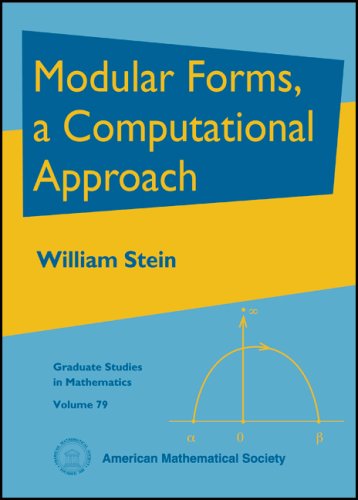 Modular Forms,
a Computational
Approach
William Stein
Graduate Studies
in Mathematics
Volume 79
∞
α
0
β
American Mathematical Society